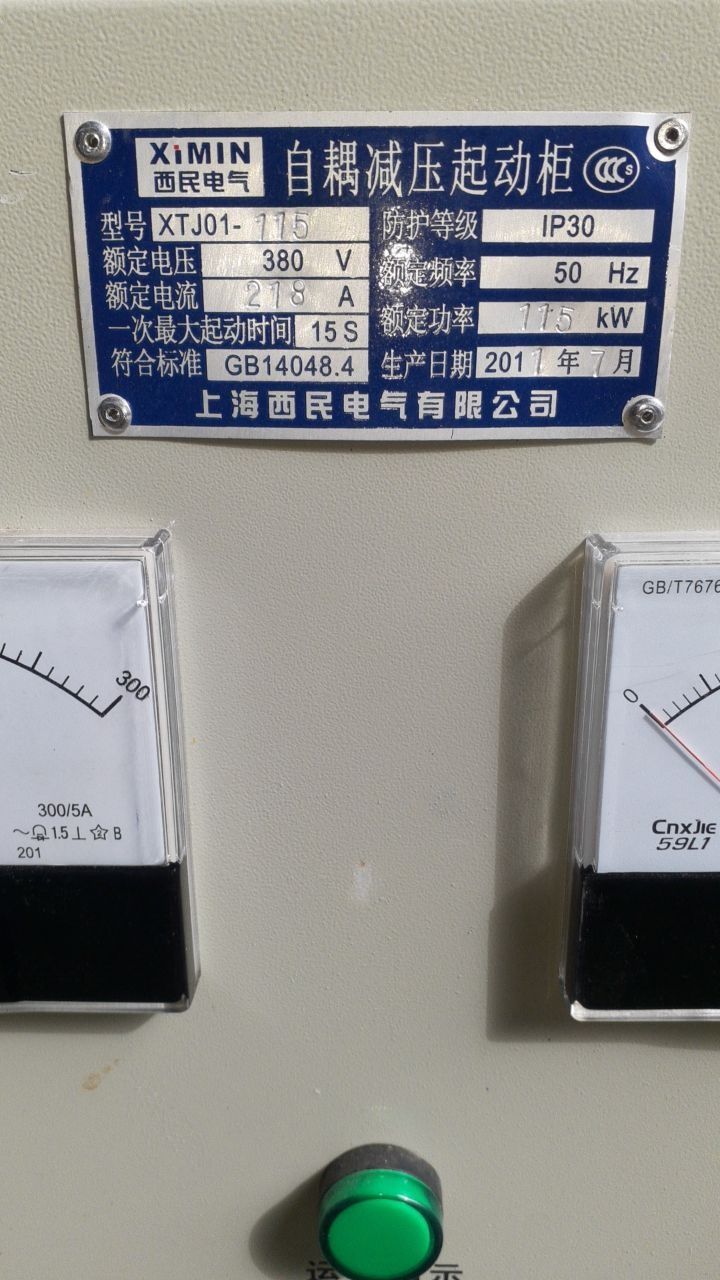 XiMIN
西民电气
自耦减压起动柜
CCC S
型号 XTJ01-115
防护等级 IP30
额定电压 380 V
额定频率 50 Hz
额定电流 218 A
额定功率 115 kW
一次最大起动时间 15 S
符合标准 GB14048.4
生产日期 2011 年 7 月
上海西民电气有限公司
300
300/5A
1.5
B
201
GB/T7676
0
CnxJie
59L1
运
示